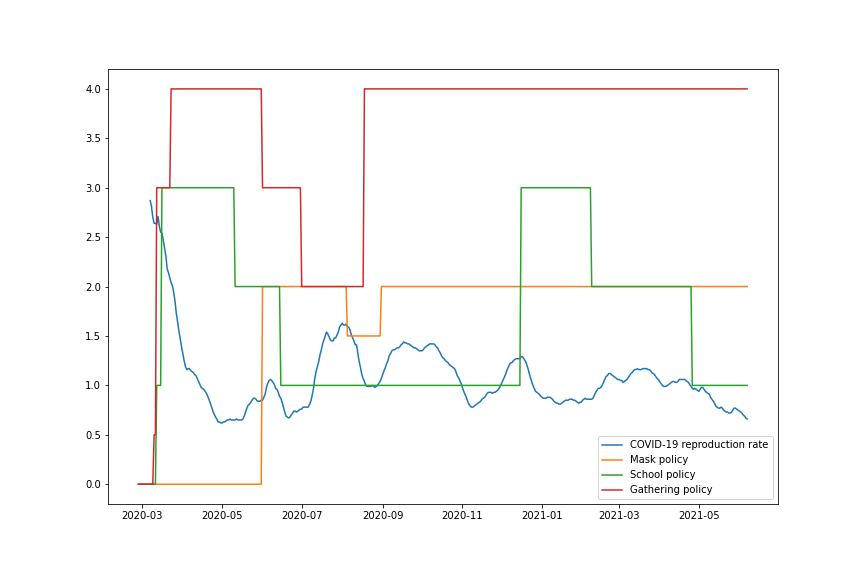 4.0
3.5
3.0
2.5
2.0
1.5
1.0
0.5
0.0
COVID-19 reproduction rate
Mask policy
School policy
Gathering policy
2020-03 2020-05 2020-07 2020-09 2020-11 2021-01 2021-03 2021-05